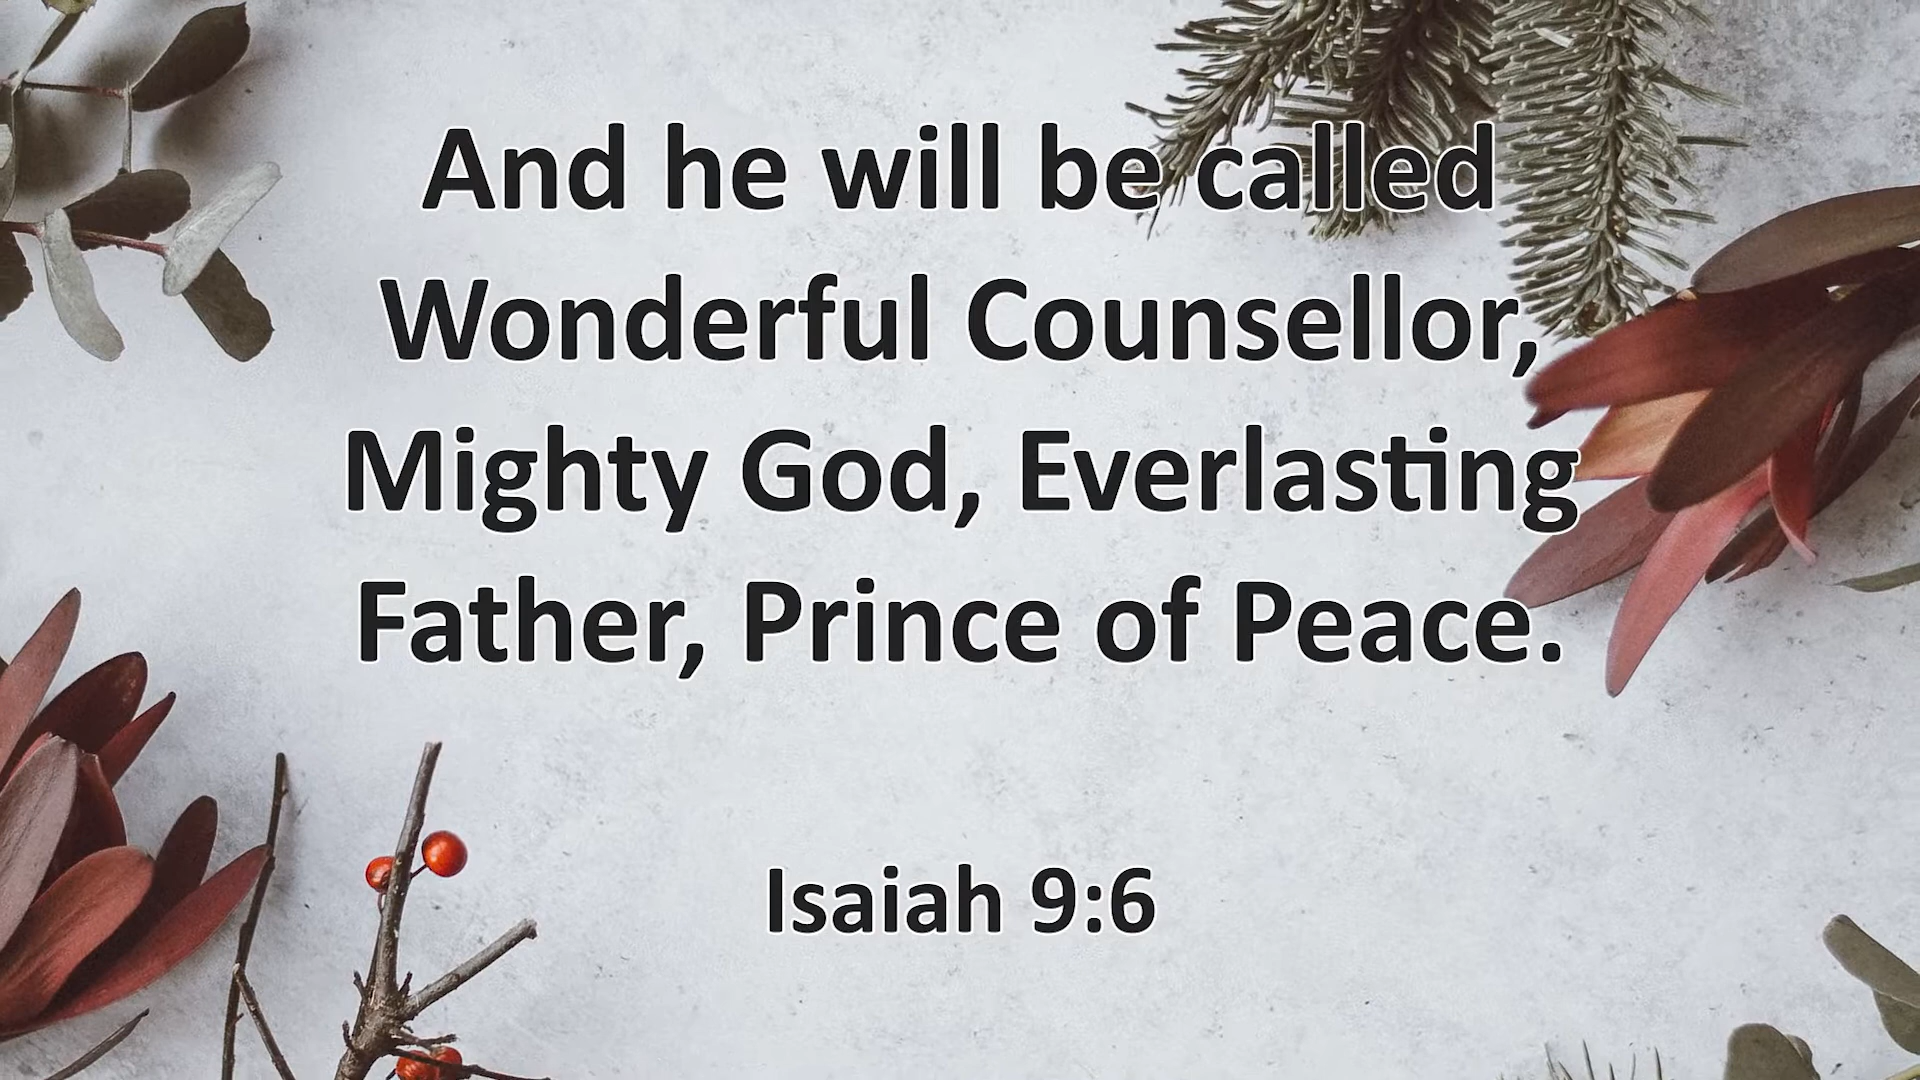 And he will be called
Wonderful Counsellor,
Mighty God, Everlasting
Father, Prince of Peace.
Isaiah 9:6